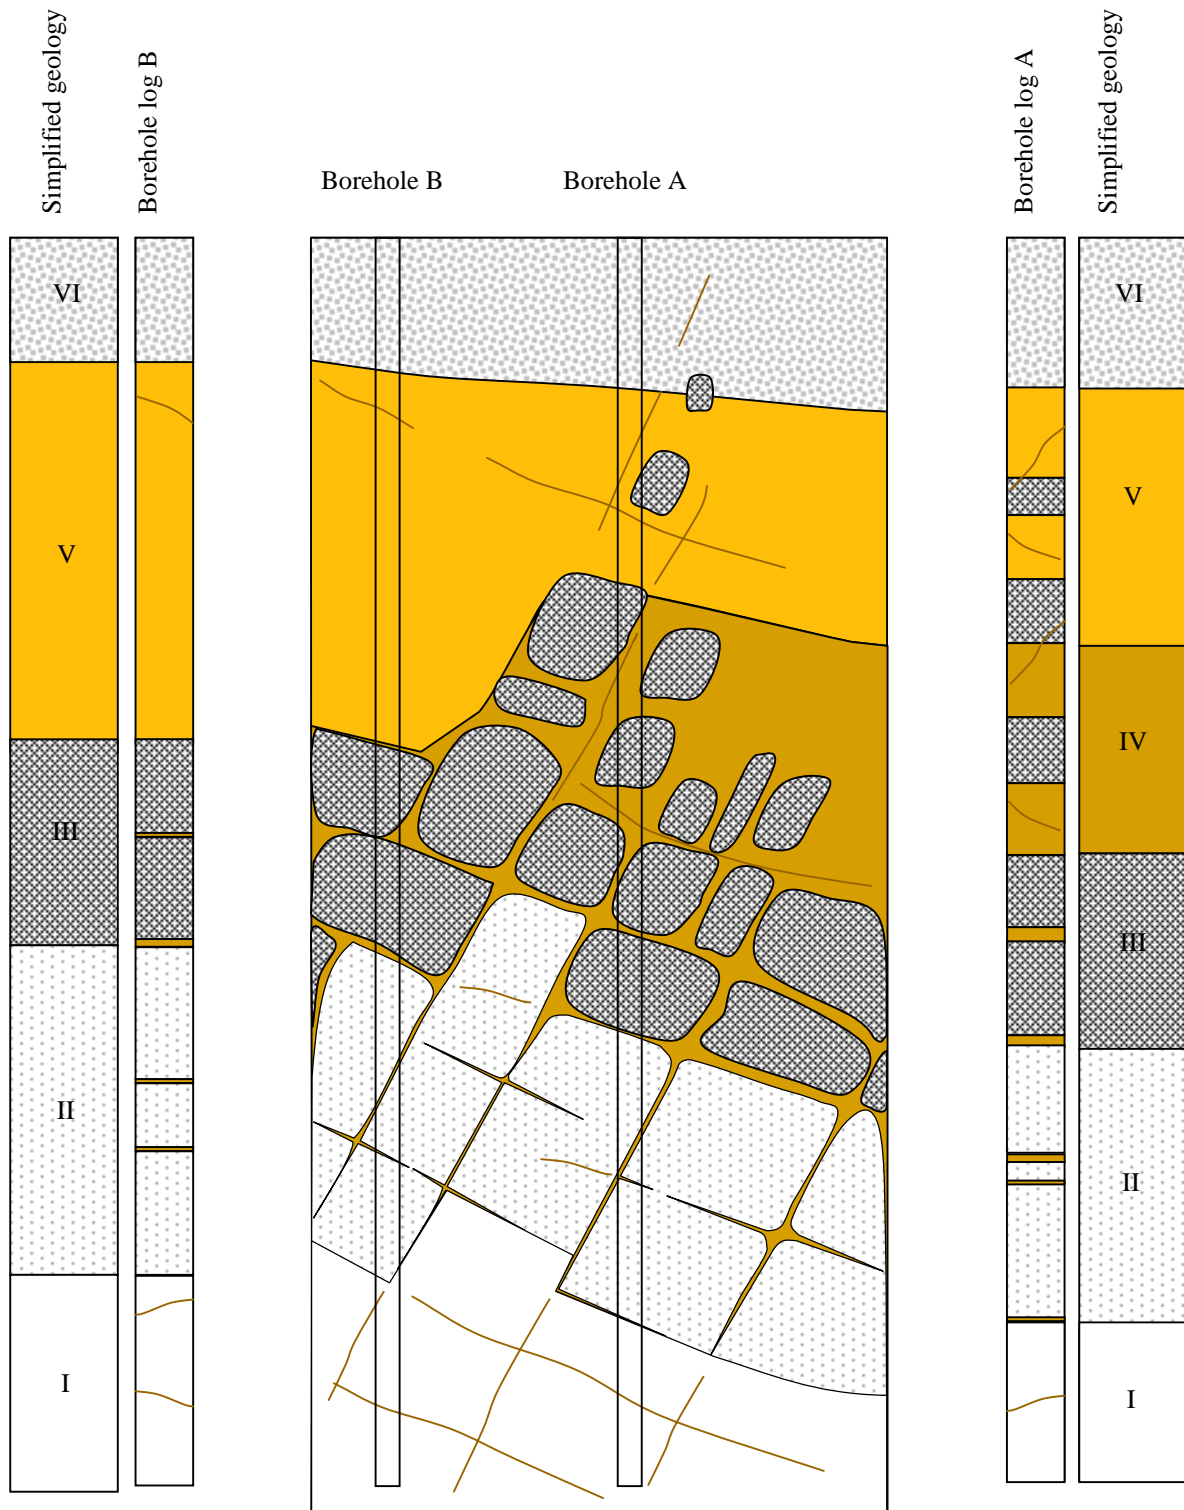 Simplified geology
Borehole log B
Borehole B
Borehole A
Borehole log A
Simplified geology
VI
V
III
II
I
VI
V
IV
III
II
I